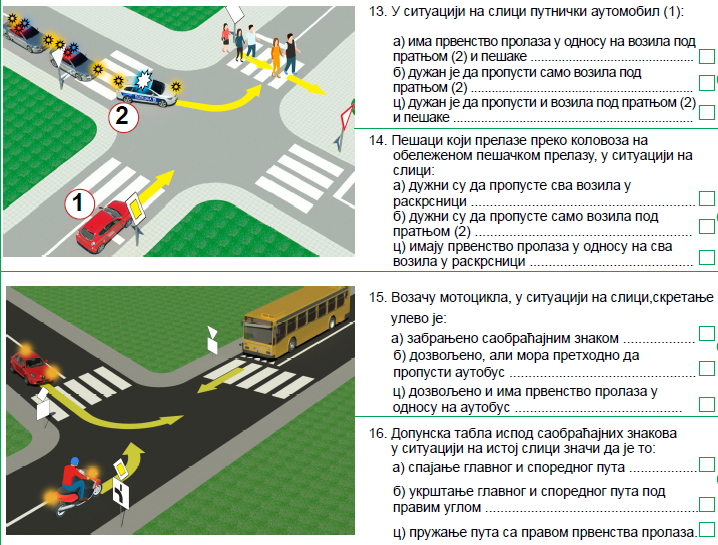 13. У ситуацији на слици путнички аутомобил (1):
а) има првенство пролаза у односу на возила под
пратњом (2) и пешаке
б) дужан је да пропусти само возила под
пратњом (2)
ц) дужан је да пропусти и возила под пратњом (2)
и пешаке
14. Пешаци који прелазе преко коловоза на
обележеном пешачком прелазу, у ситуацији на
слици:
а) дужни су да пропусте сва возила у
раскрсници
б) дужни су да пропусте само возила под
пратњом (2)
ц) имају првенство пролаза у односу на сва
возила у раскрсници
2
1
15. Возачу мотоцикла, у ситуацији на слици,скретање
улево је:
а) забрањено саобраћајним знаком
б) дозвољено, али мора претходно да
пропусти аутобус
ц) дозвољено и има првенство пролаза у
односу на аутобус
16. Допунска табла испод саобраћајних знакова
у ситуацији на истој слици значи да је то:
а) спајање главног и споредног пута
б) укрштање главног и споредног пута под
правим углом
ц) пружање пута са правом првенства пролаза.